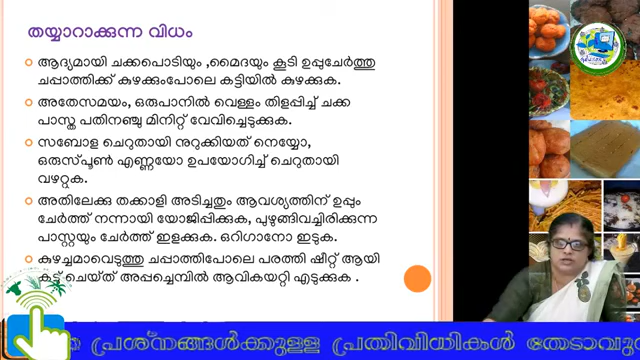 തയ്യാറാക്കുന്ന വിധം
ആദ്യമായി ചക്കപൊടിയും ,മൈദയും കൂടി ഉപ്പുചേർത്തു
ചപ്പാത്തിക്ക് കുഴക്കുംപോലെ കട്ടിയിൽ കുഴക്കുക.
അതേസമയം, ഒരുപാനിൽ വെള്ളം തിളപ്പിച്ച് ചക്ക
പാസ്ത പതിനഞ്ചു മിനിറ്റ് വേവിച്ചെടുക്കുക.
സബോള ചെറുതായി നുറുക്കിയത് നെയ്യോ,
ഒരുസ്പൂൺ എണ്ണയോ ഉപയോഗിച്ച് ചെറുതായി
വഴറ്റുക.
അതിലേക്കു തക്കാളി അടിച്ചതും ആവശ്യത്തിന് ഉപ്പും
ചേർത്ത് നന്നായി യോജിപ്പിക്കുക, പുഴുങ്ങിവച്ചിരിക്കുന്ന
പാസ്റ്റയും ചേർത്ത് ഇളക്കുക. ഒറിഗാനോ ഇടുക.
കുഴച്ചമാവെടുത്തു ചപ്പാത്തിപോലെ പരത്തി ഷീറ്റ് ആയി
കട്ട് ചെയ്ത് അപ്പച്ചെമ്പിൽ ആവികയറ്റി എടുക്കുക .
പ്രശ്നങ്ങൾക്കുള്ള പ്രതിവിധികൾ തേടാവുന്